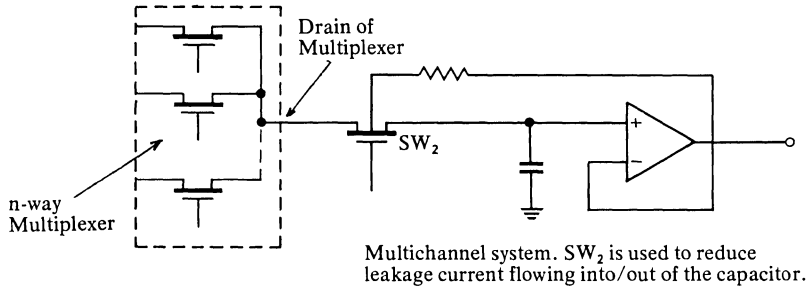 Drain of
Multiplexer
SW₂
+
−
n-way
Multiplexer
Multichannel system. SW₂ is used to reduce
leakage current flowing into/out of the capacitor.